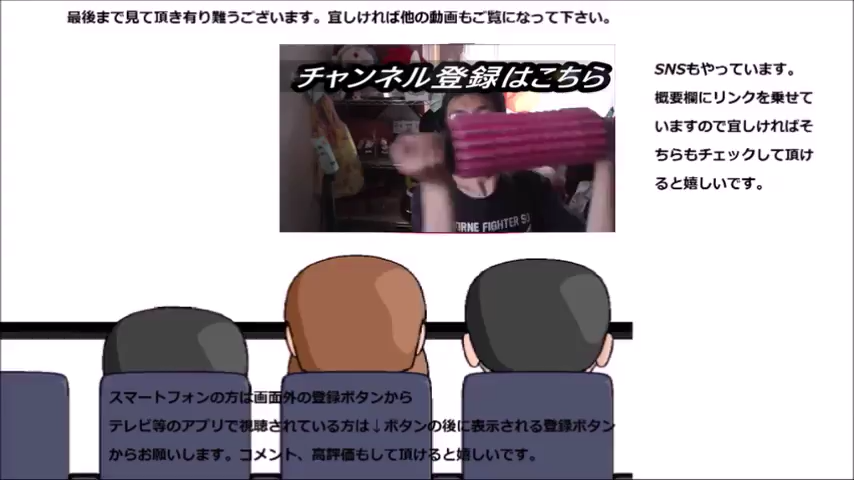 最後まで見て頂き有り難うございます。宜しければ他の動画もご覧になって下さい。
チャンネル登録はこちら
ORNE FIGHTER
SNSもやっています。
概要欄にリンクを乗せて
いますので宜しければそ
ちらもチェックして頂け
ると嬉しいです。
スマートフォンの方は画面外の登録ボタンから
テレビ等のアプリで視聴されている方は↓ボタンの後に表示される登録ボタン
からお願いします。コメント、高評価もして頂けると嬉しいです。